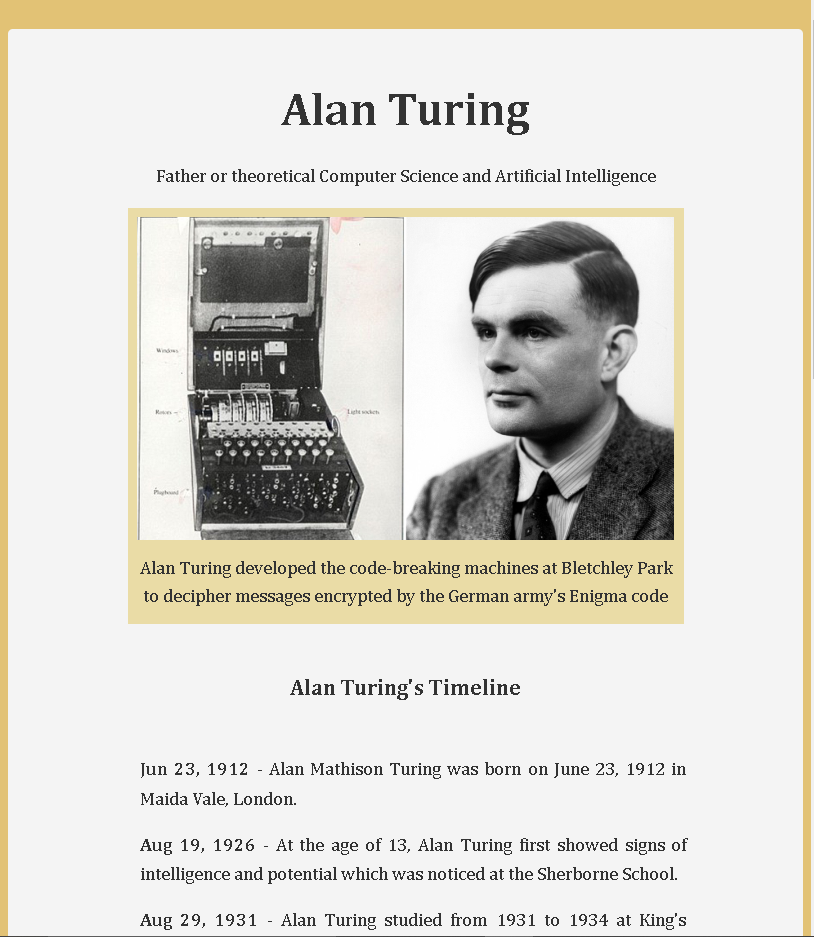 Alan Turing
Father or theoretical Computer Science and Artificial Intelligence
Windows
Rotors
Light sockets
Plugboard
Alan Turing developed the code-breaking machines at Bletchley Park
to decipher messages encrypted by the German army's Enigma code
Alan Turing's Timeline
Jun 23, 1912 - Alan Mathison Turing was born on June 23, 1912 in
Maida Vale, London.
Aug 19, 1926 - At the age of 13, Alan Turing first showed signs of
intelligence and potential which was noticed at the Sherborne School.
Aug 29, 1931 - Alan Turing studied from 1931 to 1934 at King's